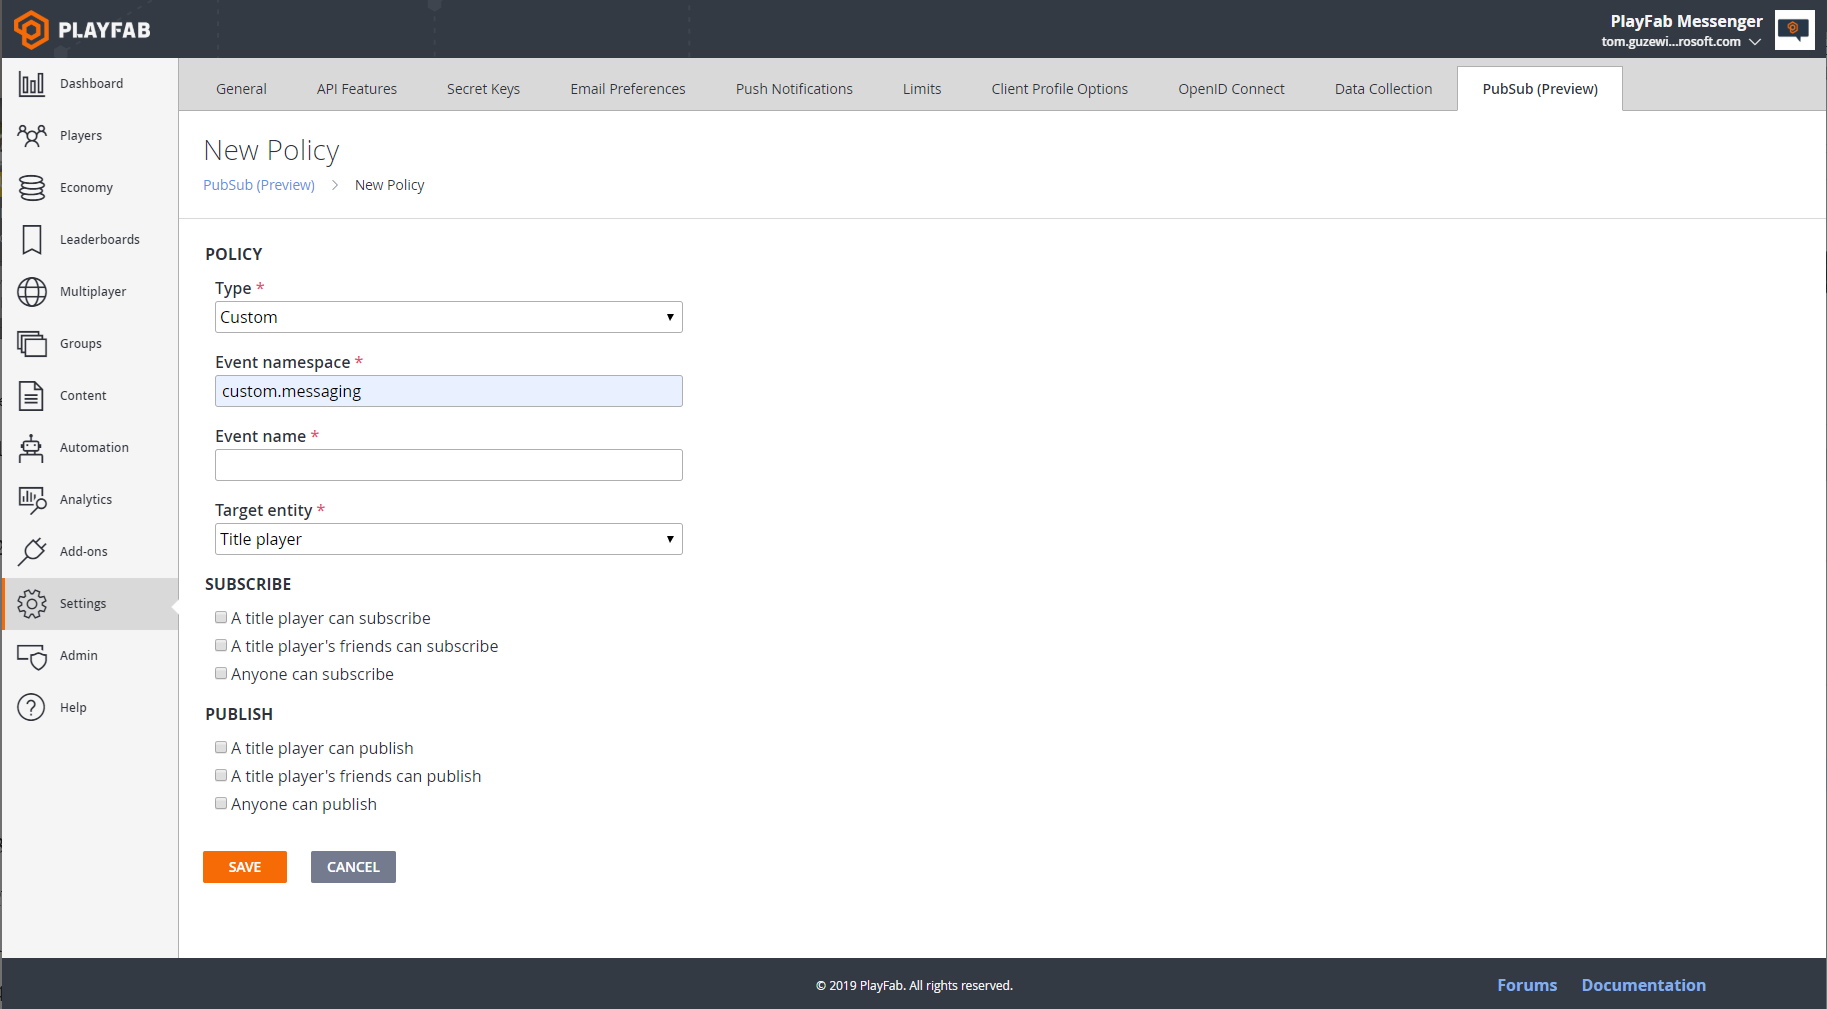 PLAYFAB
PlayFab Messenger
tom.guzewi...rosoft.com
Dashboard
Players
Economy
Leaderboards
Multiplayer
Groups
Content
Automation
Analytics
Add-ons
Settings
Admin
Help
General API Features Secret Keys Email Preferences Push Notifications Limits Client Profile Options OpenID Connect Data Collection PubSub (Preview)
New Policy
PubSub (Preview) > New Policy
POLICY
Type *
Custom
Event namespace *
custom.messaging
Event name *
Target entity *
Title player
SUBSCRIBE
A title player can subscribe
A title player's friends can subscribe
Anyone can subscribe
PUBLISH
A title player can publish
A title player's friends can publish
Anyone can publish
SAVE CANCEL
© 2019 PlayFab. All rights reserved.
Forums Documentation